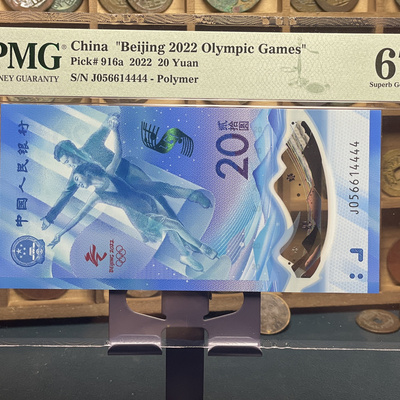 PMG
China "Beijing 2022 Olympic Games"
NEY GUARANTY
Pick# 916a 2022 20 Yuan
S/N J056614444 - Polymer
Superb G
中国人民银行
贰拾圆
20
J056614444